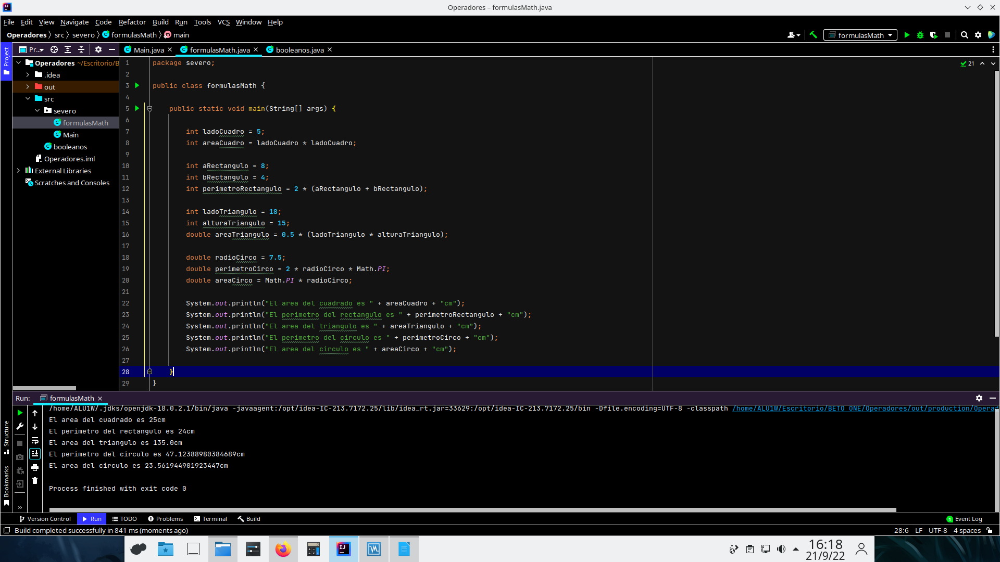 Operadores – formulasMath.java
File Edit View Navigate Code Refactor Build Run Tools VCS Window Help
Operadores src severo formulasMath main
formulasMath
Project
Pr...
Main.java formulasMath.java booleanos.java
Operadores ~/Escritorio/B
.idea
out
src
severo
formulasMath
Main
booleanos
Operadores.iml
External Libraries
Scratches and Consoles
21
1 package severo;
2
3 public class formulasMath {
4
5 public static void main(String[] args) {
6
7 int ladoCuadro = 5;
8 int areaCuadro = ladoCuadro * ladoCuadro;
9
10 int aRectangulo = 8;
11 int bRectangulo = 4;
12 int perimetroRectangulo = 2 * (aRectangulo + bRectangulo);
13
14 int ladoTriangulo = 18;
15 int alturaTriangulo = 15;
16 double areaTriangulo = 0.5 * (ladoTriangulo * alturaTriangulo);
17
18 double radioCirco = 7.5;
19 double perimetroCirco = 2 * radioCirco * Math.PI;
20 double areaCirco = Math.PI * radioCirco;
21
22 System.out.println("El area del cuadrado es " + areaCuadro + "cm");
23 System.out.println("El perimetro del rectangulo es " + perimetroRectangulo + "cm");
24 System.out.println("El area del triangulo es " + areaTriangulo + "cm");
25 System.out.println("El perimetro del circulo es " + perimetroCirco + "cm");
26 System.out.println("El area del circulo es " + areaCirco + "cm");
27
28 }
29 }
Run: formulasMath
/home/ALU1W/.jdks/openjdk-18.0.2.1/bin/java -javaagent:/opt/idea-IC-213.7172.25/lib/idea_rt.jar=33629:/opt/idea-IC-213.7172.25/bin -Dfile.encoding=UTF-8 -classpath /home/ALU1W/Escritorio/BETO ONE/Operadores/out/production/Opera
El area del cuadrado es 25cm
El perimetro del rectangulo es 24cm
El area del triangulo es 135.0cm
El perimetro del circulo es 47.12388980384689cm
El area del circulo es 23.561944901923447cm
Process finished with exit code 0
Structure
Bookmarks
Version Control Run TODO Problems Terminal Build
1 Event Log
Build completed successfully in 841 ms (moments ago)
28:6 LF UTF-8 4 spaces
16:18
21/9/22